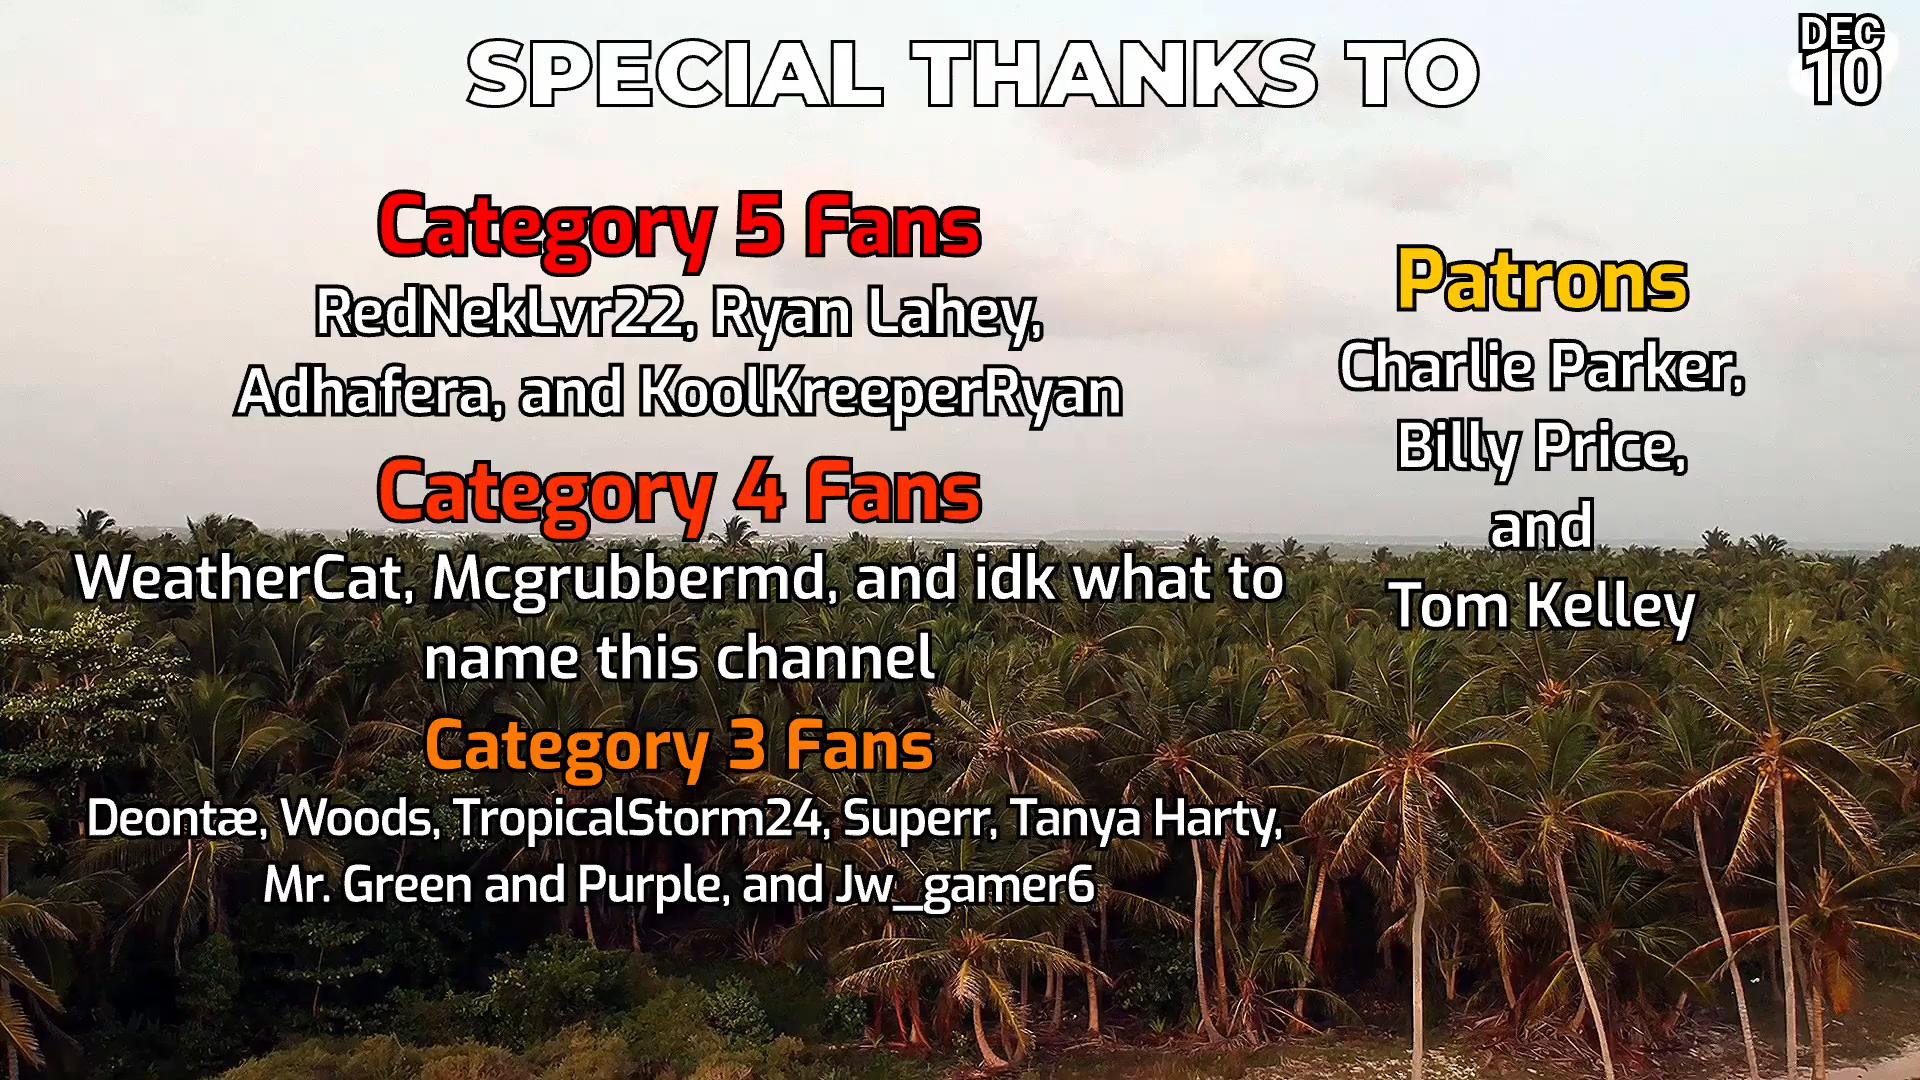 SPECIAL THANKS TO
DEC
10
Category 5 Fans
RedNekLvr22, Ryan Lahey,
Adhafera, and KoolKreeperRyan
Category 4 Fans
WeatherCat, Mcgrubbermd, and idk what to
name this channel
Category 3 Fans
Deontæ, Woods, TropicalStorm24, Superr, Tanya Harty,
Mr. Green and Purple, and Jw_gamer6
Patrons
Charlie Parker,
Billy Price,
and
Tom Kelley